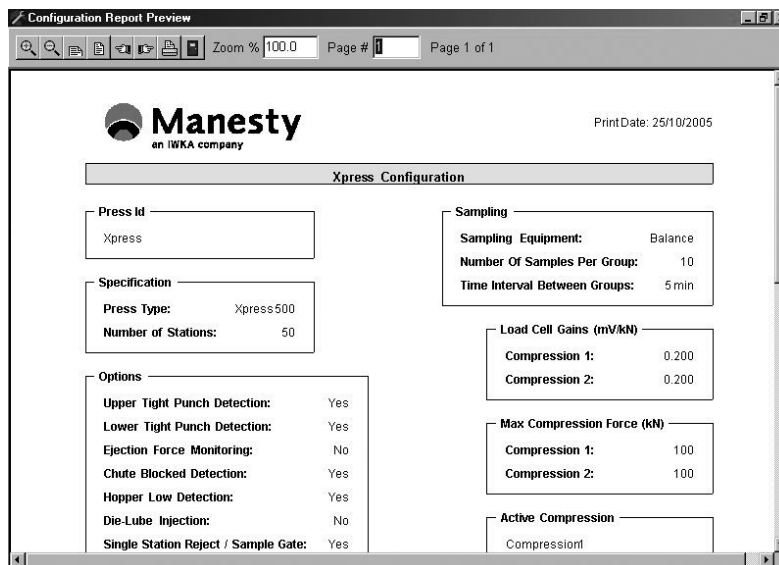 Configuration Report Preview
Zoom % 100.0 Page # 1 Page 1 of 1
Manesty
an IWKA company
Print Date: 25/10/2005
Xpress Configuration
Press Id
Xpress
Specification
Press Type: Xpress500
Number of Stations: 50
Options
Upper Tight Punch Detection: Yes
Lower Tight Punch Detection: Yes
Ejection Force Monitoring: No
Chute Blocked Detection: Yes
Hopper Low Detection: Yes
Die-Lube Injection: No
Single Station Reject / Sample Gate: Yes
Sampling
Sampling Equipment: Balance
Number Of Samples Per Group: 10
Time Interval Between Groups: 5 min
Load Cell Gains (mV/kN)
Compression 1: 0.200
Compression 2: 0.200
Max Compression Force (kN)
Compression 1: 100
Compression 2: 100
Active Compression
Compression1